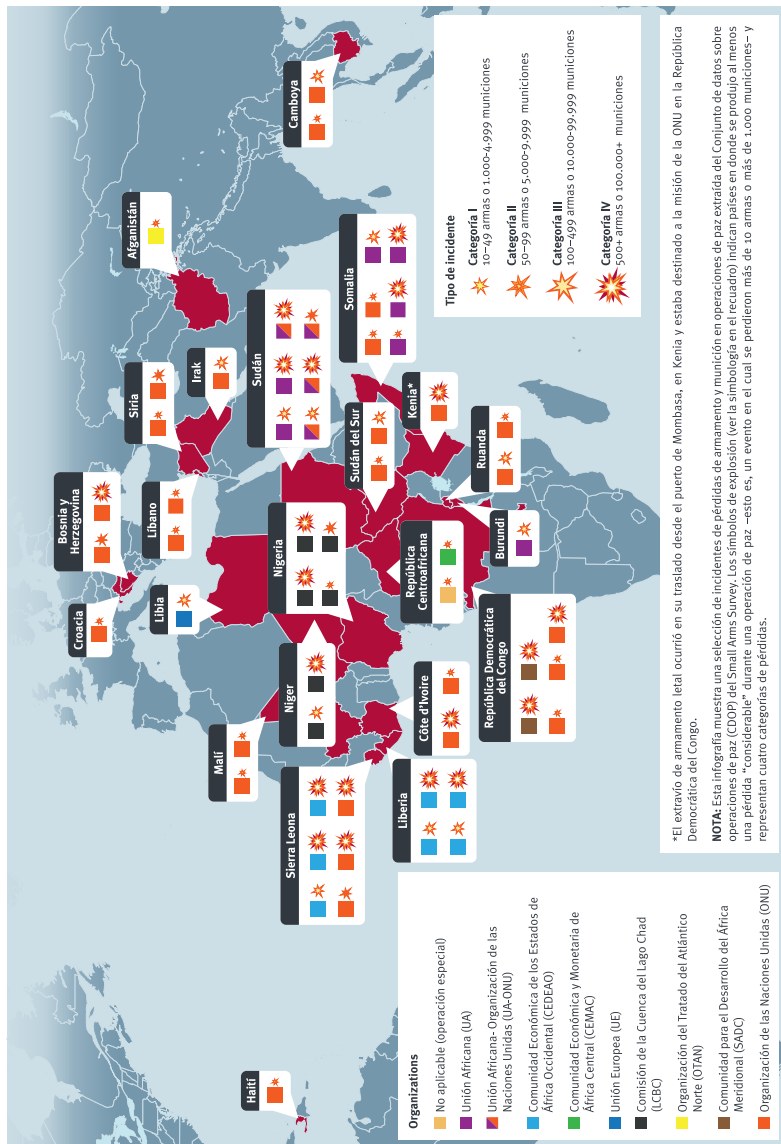 Haití
Croacia
Bosnia y
Herzegovina
Líbano
Siria
Irak
Afganistán
Camboya
Libia
Malí
Níger
Nigeria
Sudán
Sudán del Sur
Somalia
Kenia*
Ruanda
Burundi
República
Centroafricana
República Democrática
del Congo
Côte d'Ivoire
Sierra Leona
Liberia
Organizations
No aplicable (operación especial)
Unión Africana (UA)
Unión Africana- Organización de las
Naciones Unidas (UA-ONU)
Comunidad Económica de los Estados de
África Occidental (CEDEAO)
Comunidad Económica y Monetaria de
África Central (CEMAC)
Unión Europea (UE)
Comisión de la Cuenca del Lago Chad
(LCBC)
Organización del Tratado del Atlántico
Norte (OTAN)
Comunidad para el Desarrollo del África
Meridional (SADC)
Organización de las Naciones Unidas (ONU)
Tipo de incidente
Categoría I
10–49 armas o 1.000-4.999 municiones
Categoría II
50–99 armas o 5.000-9.999 municiones
Categoría III
100–499 armas o 10.000-99.999 municiones
Categoría IV
500+ armas o 100.000+ municiones
*El extravío de armamento letal ocurrió en su traslado desde el puerto de Mombasa, en Kenia y estaba destinado a la misión de la ONU en la República
Democrática del Congo.
NOTA: Esta infografía muestra una selección de incidentes de pérdidas de armamento y munición en operaciones de paz extraída del Conjunto de datos sobre
operaciones de paz (CDOP) del Small Arms Survey. Los símbolos de explosión (ver la simbología en el recuadro) indican países en donde se produjo al menos
una pérdida “considerable” durante una operación de paz –esto es, un evento en el cual se perdieron más de 10 armas o más de 1.000 municiones– y
representan cuatro categorías de pérdidas.